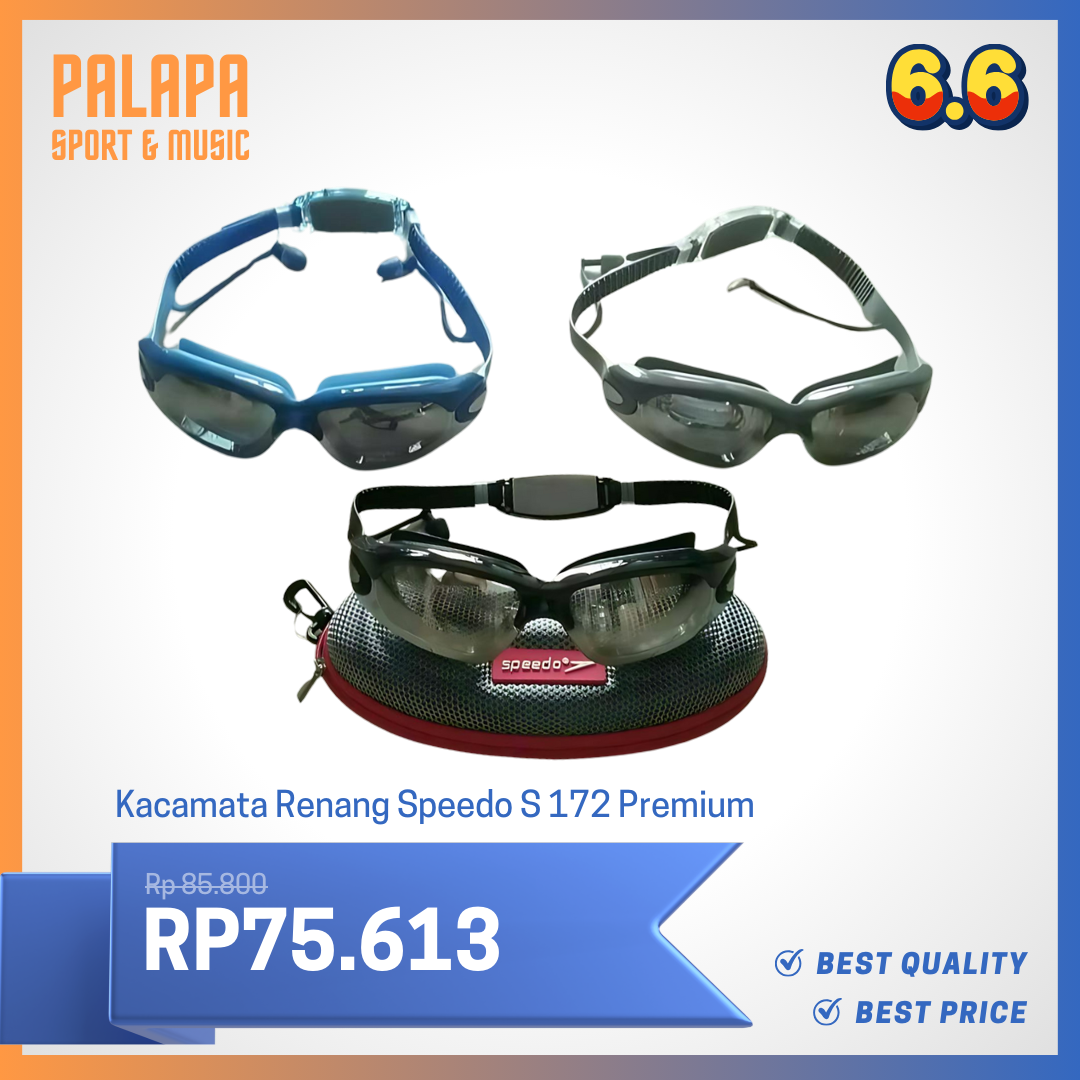 PALAPA
SPORT & MUSIC
6.6
speedo
Kacamata Renang Speedo S 172 Premium
Rp 85.800
RP75.613
BEST QUALITY
BEST PRICE